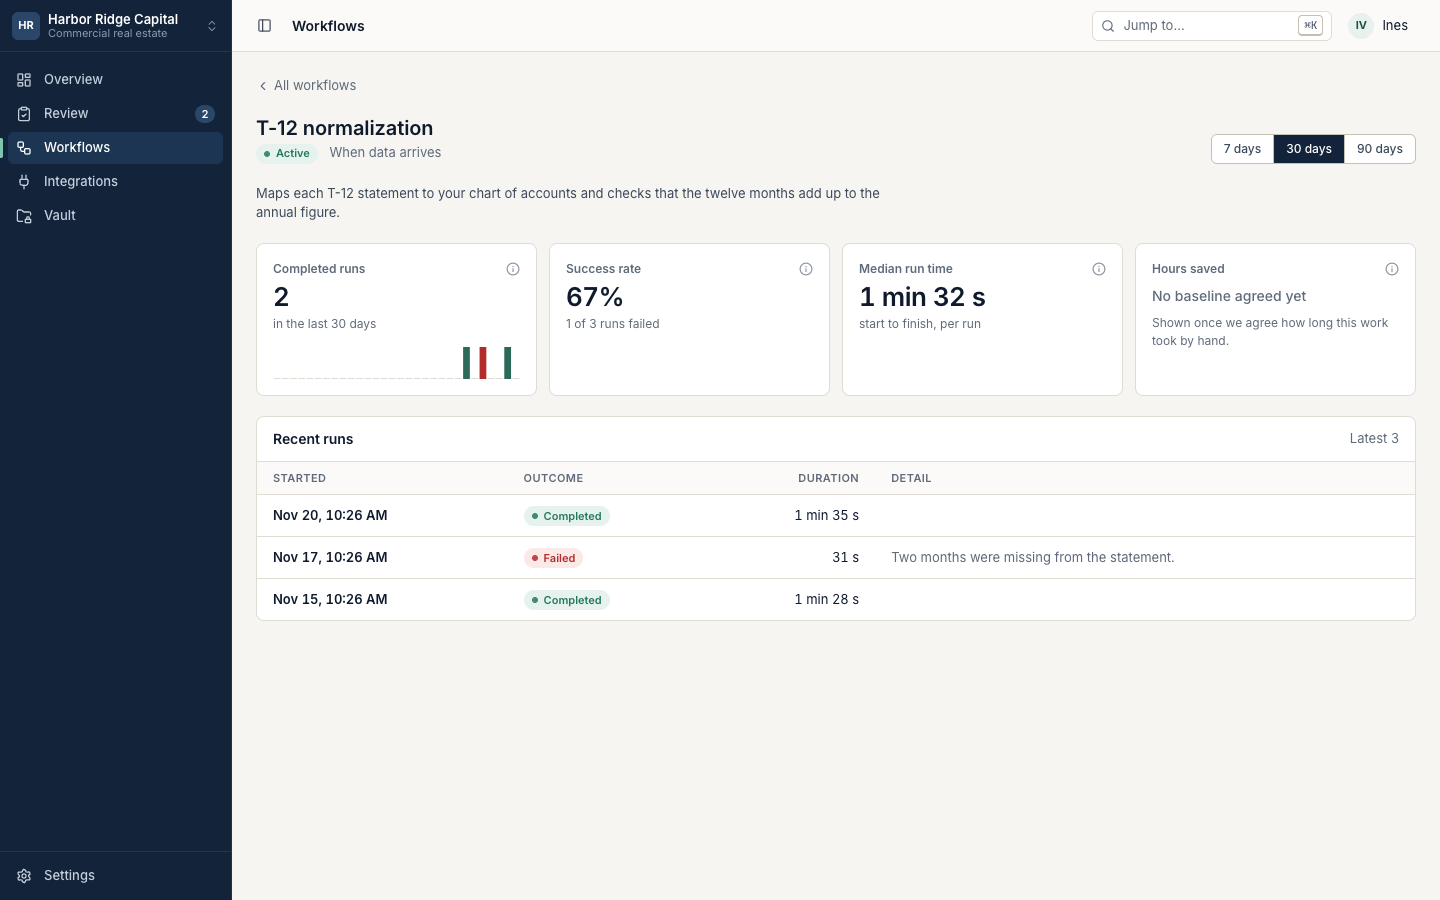 HR
Harbor Ridge Capital
Commercial real estate
Overview
Review
2
Workflows
Integrations
Vault
Settings
Workflows
Jump to...
⌘K
IV
Ines
All workflows
T-12 normalization
Active
When data arrives
7 days
30 days
90 days
Maps each T-12 statement to your chart of accounts and checks that the twelve months add up to the
annual figure.
Completed runs
2
in the last 30 days
Success rate
67%
1 of 3 runs failed
Median run time
1 min 32 s
start to finish, per run
Hours saved
No baseline agreed yet
Shown once we agree how long this work
took by hand.
Recent runs
Latest 3
STARTED OUTCOME DURATION DETAIL
Nov 20, 10:26 AM Completed 1 min 35 s
Nov 17, 10:26 AM Failed 31 s Two months were missing from the statement.
Nov 15, 10:26 AM Completed 1 min 28 s